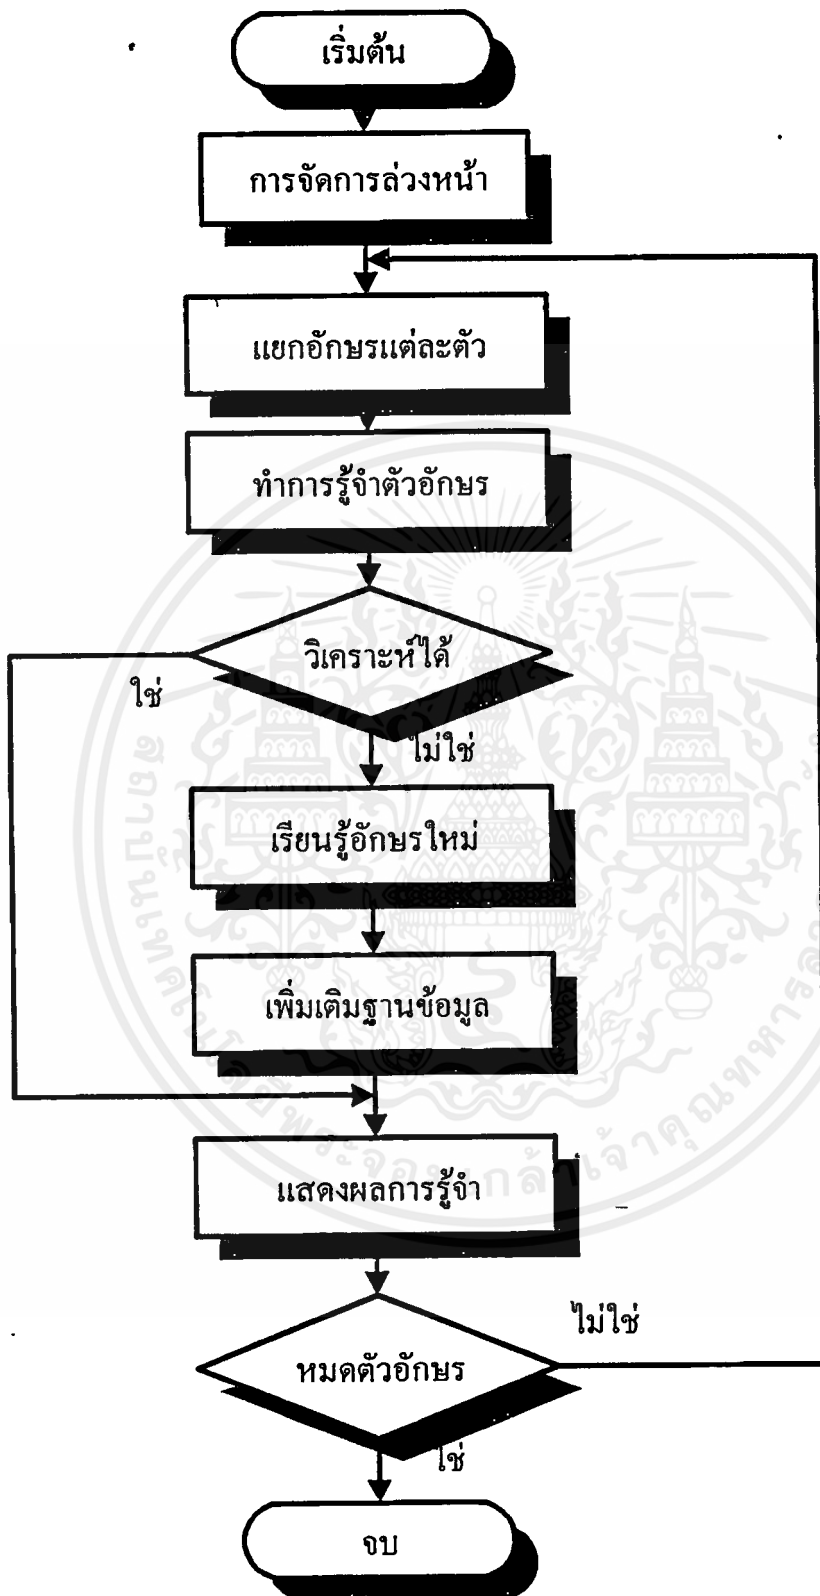 เริ่มต้น
การจัดการล่วงหน้า
แยกอักษรแต่ละตัว
ทำการรู้จำตัวอักษร
วิเคราะห์ได้
ใช่
ไม่ใช่
เรียนรู้อักษรใหม่
เพิ่มเติมฐานข้อมูล
แสดงผลการรู้จำ
ไม่ใช่
หมดตัวอักษร
ใช่
จบ